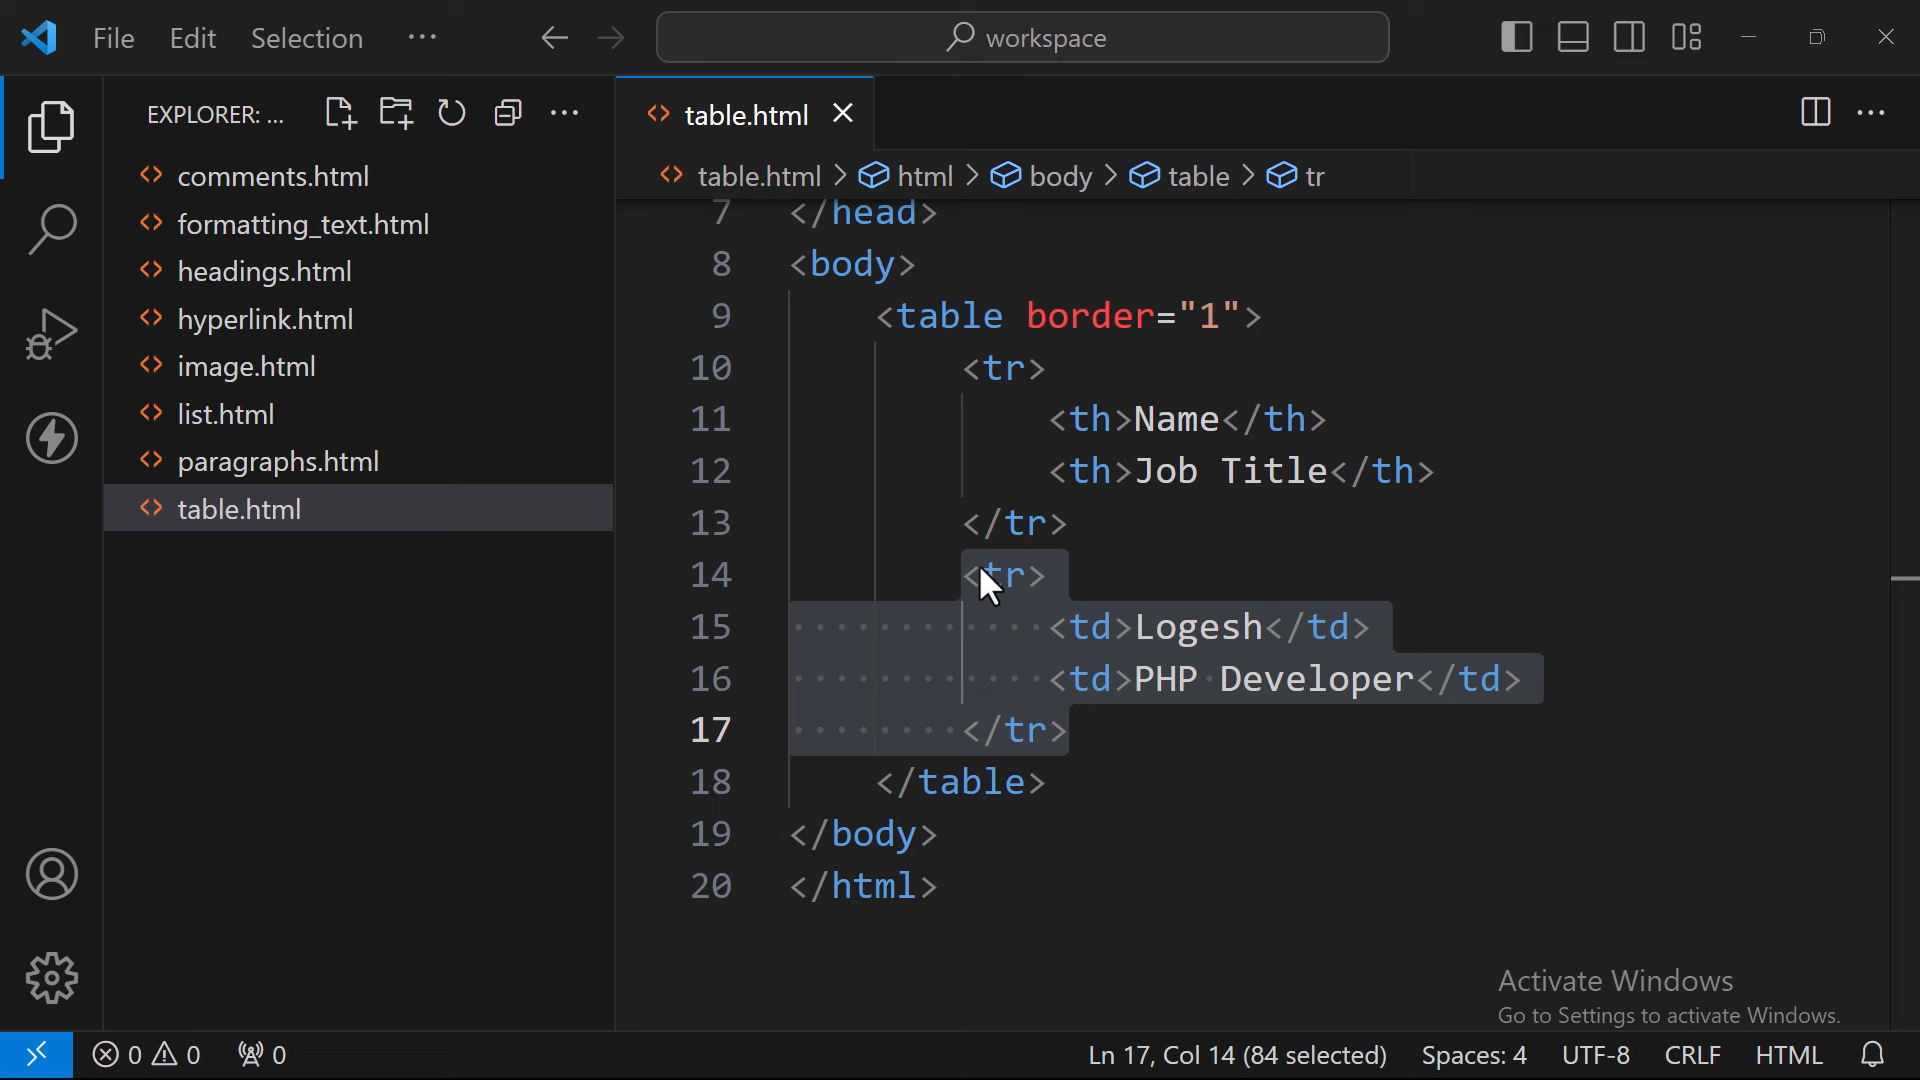 File Edit Selection ··· workspace
EXPLORER: ...
comments.html
formatting_text.html
headings.html
hyperlink.html
image.html
list.html
paragraphs.html
table.html
table.html
table.html > html > body > table > tr
7 </head>
8 <body>
9 <table border="1">
10 <tr>
11 <th>Name</th>
12 <th>Job Title</th>
13 </tr>
14 <tr>
15 <td>Logesh</td>
16 <td>PHP Developer</td>
17 </tr>
18 </table>
19 </body>
20 </html>
Activate Windows
Go to Settings to activate Windows.
0 0 0 Ln 17, Col 14 (84 selected) Spaces: 4 UTF-8 CRLF HTML